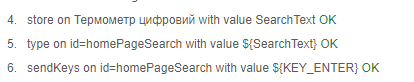 4. store on Термометр цифровий with value SearchText OK
5. type on id=homePageSearch with value ${SearchText} OK
6. sendKeys on id=homePageSearch with value ${KEY_ENTER} OK